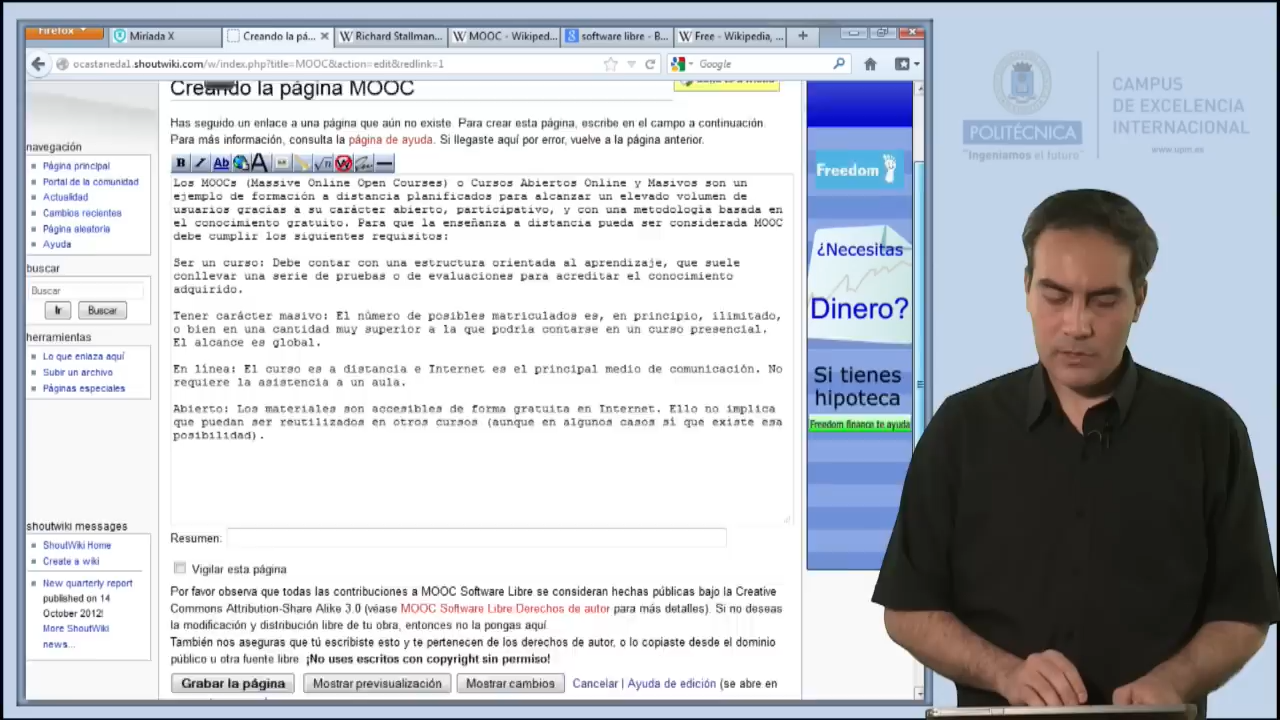 Firefox
Miríada X
Creando la pá...
Richard Stallman...
MOOC - Wikiped...
software libre - B...
Free - Wikipedia, ...
ocastaneda1.shoutwiki.com/w/index.php?title=MOOC&action=edit&redlink=1
Google
Creando la página MOOC
Has seguido un enlace a una página que aún no existe. Para crear esta página, escribe en el campo a continuación.
Para más información, consulta la página de ayuda. Si llegaste aquí por error, vuelve a la página anterior.
navegación
Página principal
Portal de la comunidad
Actualidad
Cambios recientes
Página aleatoria
Ayuda
buscar
Buscar
Ir
Buscar
herramientas
Lo que enlaza aquí
Subir un archivo
Páginas especiales
shoutwiki messages
ShoutWiki Home
Create a wiki
New quarterly report
published on 14
October 2012!
More ShoutWiki
news...
Los MOOCs (Massive Online Open Courses) o Cursos Abiertos Online y Masivos son un
ejemplo de formación a distancia planificados para alcanzar un elevado volumen de
usuarios gracias a su carácter abierto, participativo, y con una metodología basada en
el conocimiento gratuito. Para que la enseñanza a distancia pueda ser considerada MOOC
debe cumplir los siguientes requisitos:
Ser un curso: Debe contar con una estructura orientada al aprendizaje, que suele
conllevar una serie de pruebas o de evaluaciones para acreditar el conocimiento
adquirido.
Tener carácter masivo: El número de posibles matriculados es, en principio, ilimitado,
o bien en una cantidad muy superior a la que podría contarse en un curso presencial.
El alcance es global.
En línea: El curso es a distancia e Internet es el principal medio de comunicación. No
requiere la asistencia a un aula.
Abierto: Los materiales son accesibles de forma gratuita en Internet. Ello no implica
que puedan ser reutilizados en otros cursos (aunque en algunos casos sí que existe esa
posibilidad).
Resumen:
Vigilar esta página
Por favor observa que todas las contribuciones a MOOC Software Libre se consideran hechas públicas bajo la Creative
Commons Attribution-Share Alike 3.0 (véase MOOC Software Libre:Derechos de autor para más detalles). Si no deseas
la modificación y distribución libre de tu obra, entonces no la pongas aquí.
También nos aseguras que tú escribiste esto y te pertenecen de los derechos de autor, o lo copiaste desde el dominio
público u otra fuente libre. ¡No uses escritos con copyright sin permiso!
Grabar la página
Mostrar previsualización
Mostrar cambios
Cancelar | Ayuda de edición (se abre en
Freedom
¿Necesitas
Dinero?
Si tienes
hipoteca
Freedom finance te ayuda
POLITÉCNICA
"Ingeniamos el futuro"
CAMPUS
DE EXCELENCIA
INTERNACIONAL
www.upm.es